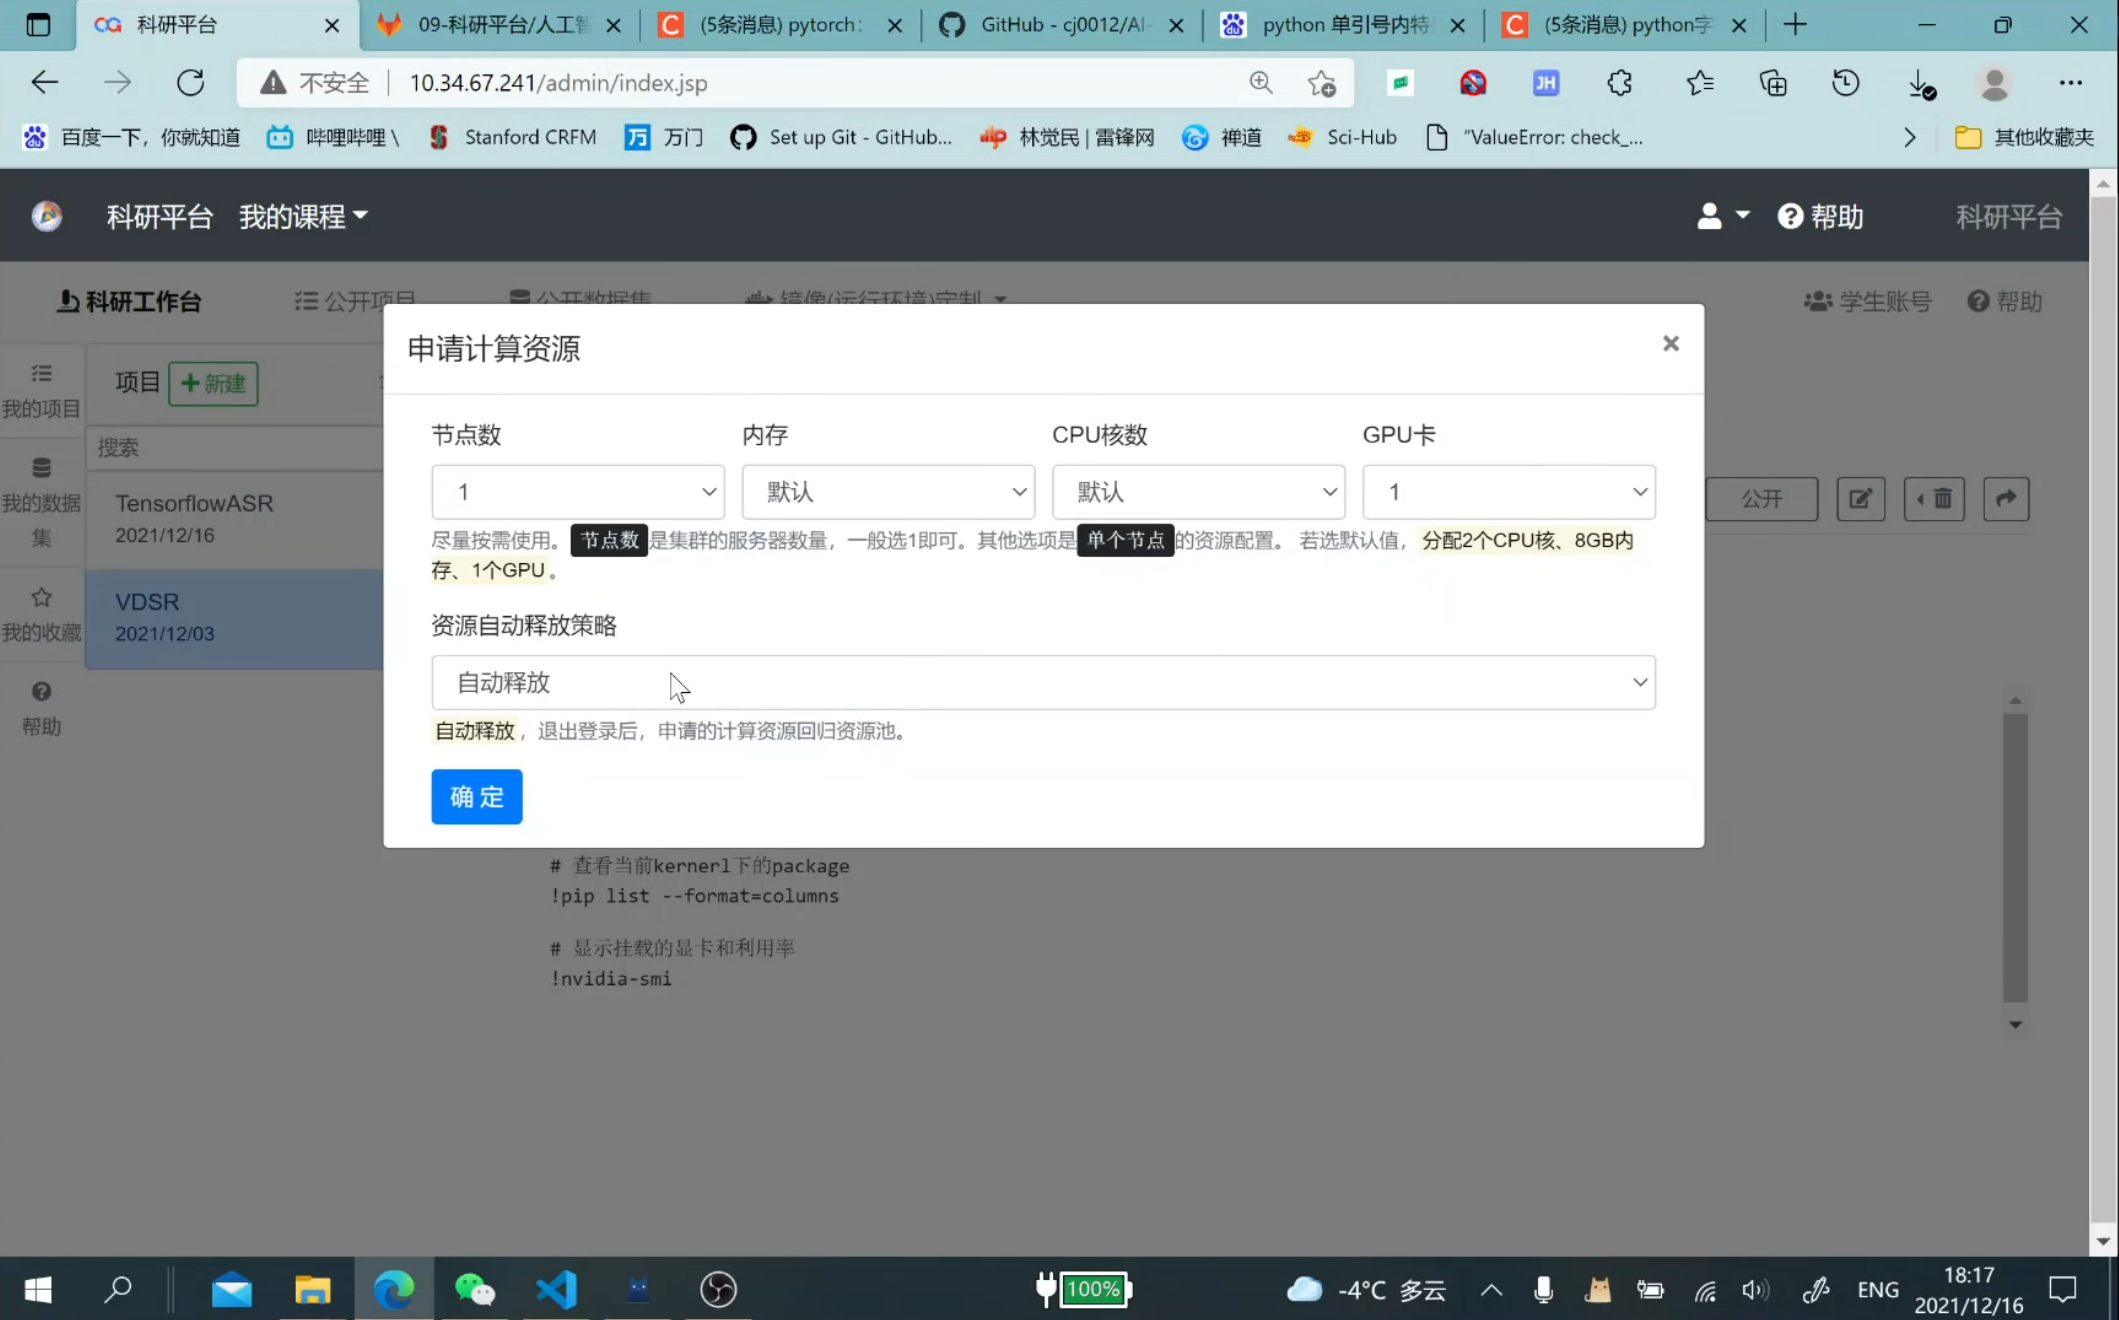 科研平台
09-科研平台/人工智
(5条消息) pytorch:
GitHub - cj0012/AI-
python 单引号内特
(5条消息) python字
不安全
10.34.67.241/admin/index.jsp
JH
百度一下，你就知道
哔哩哔哩 \
Stanford CRFM
万 万门
Set up Git - GitHub...
林觉民 | 雷锋网
禅道
Sci-Hub
"ValueError: check_...
其他收藏夹
科研平台 我的课程
帮助
科研平台
科研工作台
公开项目
公开数据集
镜像(运行环境)定制
学生账号
帮助
我的项目
我的数据集
我的收藏
帮助
项目
新建
搜索
TensorflowASR
2021/12/16
VDSR
2021/12/03
公开
申请计算资源
节点数 内存 CPU核数 GPU卡
1 默认 默认 1
尽量按需使用。 节点数 是集群的服务器数量，一般选1即可。其他选项是 单个节点 的资源配置。 若选默认值， 分配2个CPU核、8GB内
存、1个GPU 。
资源自动释放策略
自动释放
自动释放 ，退出登录后，申请的计算资源回归资源池。
确 定
# 查看当前kernerl下的package
!pip list --format=columns
# 显示挂载的显卡和利用率
!nvidia-smi
100%
-4°C 多云
ENG
18:17
2021/12/16